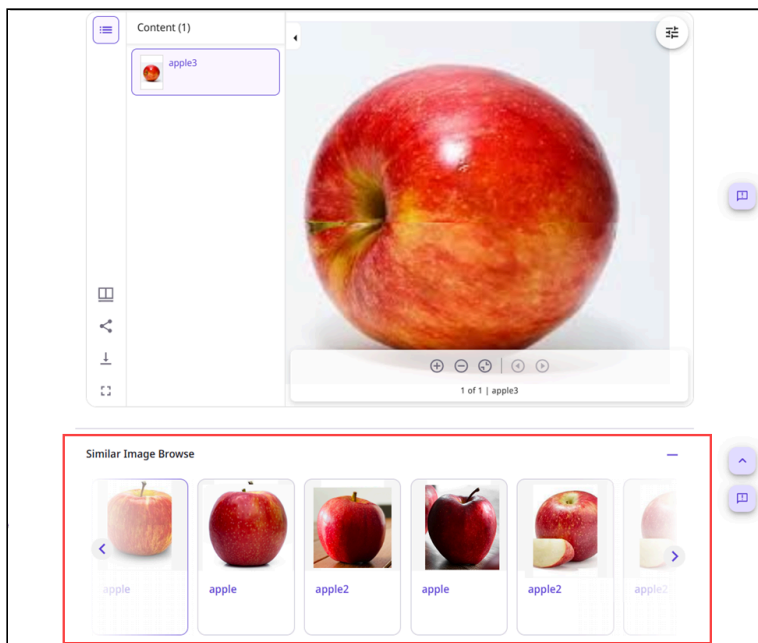 Content (1)
apple3
1 of 1 | apple3
Similar Image Browse
apple
apple
apple2
apple
apple2
apple2